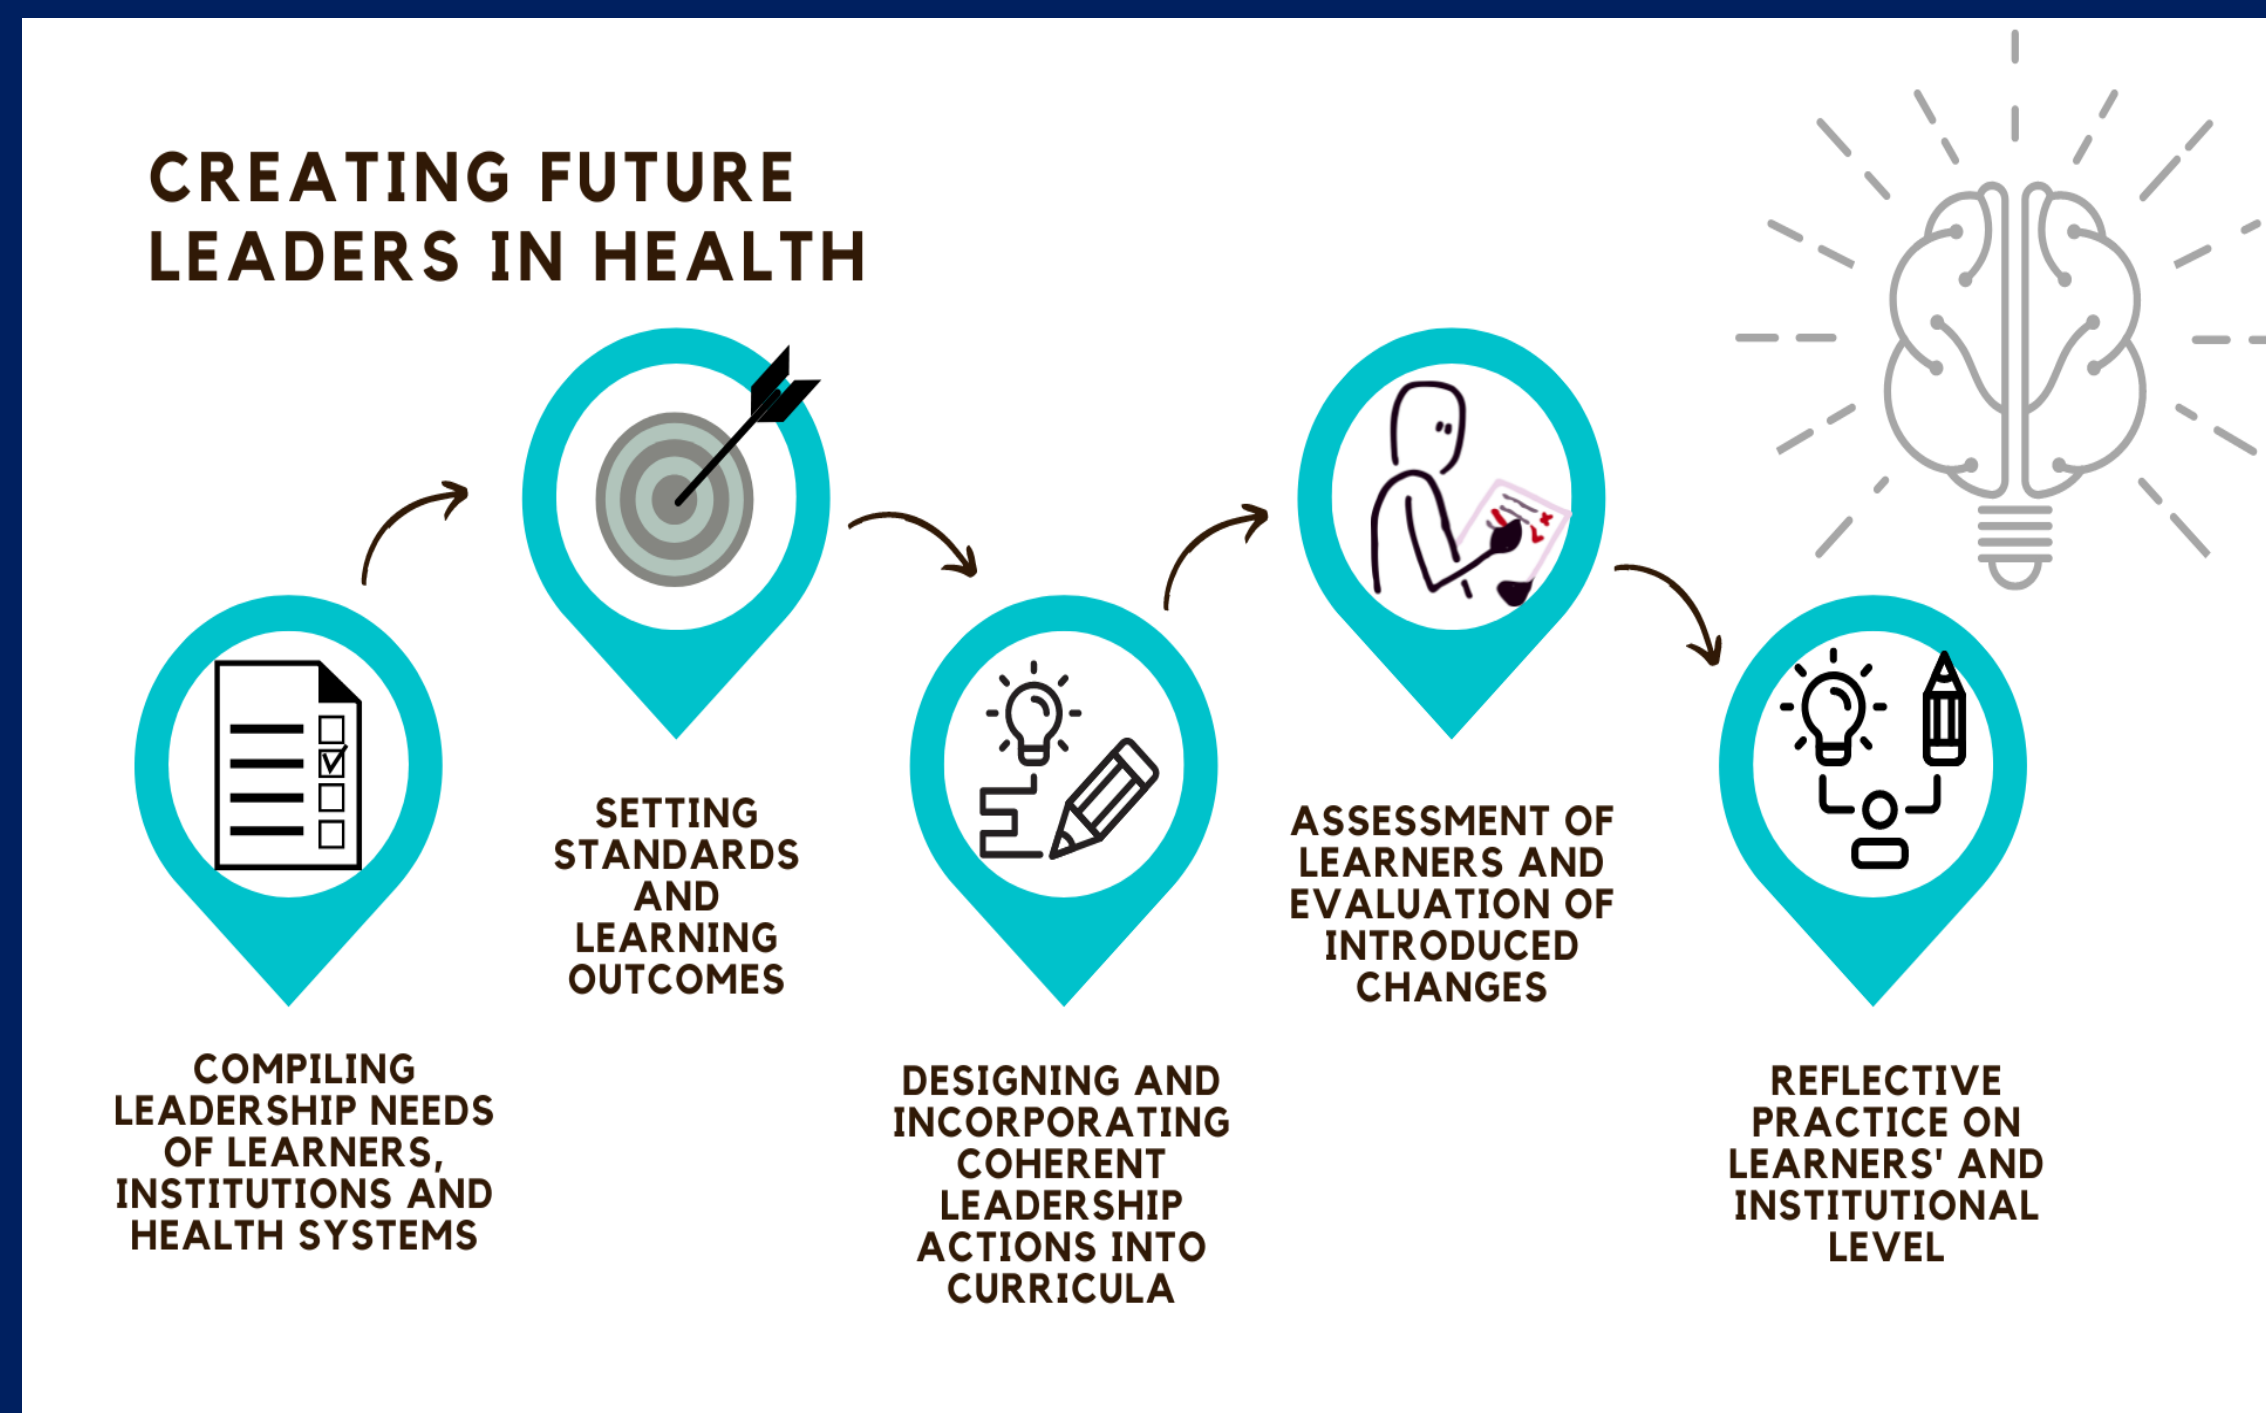 CREATING FUTURE
LEADERS IN HEALTH
COMPILING
LEADERSHIP NEEDS
OF LEARNERS,
INSTITUTIONS AND
HEALTH SYSTEMS
SETTING
STANDARDS
AND
LEARNING
OUTCOMES
DESIGNING AND
INCORPORATING
COHERENT
LEADERSHIP
ACTIONS INTO
CURRICULA
ASSESSMENT OF
LEARNERS AND
EVALUATION OF
INTRODUCED
CHANGES
REFLECTIVE
PRACTICE ON
LEARNERS' AND
INSTITUTIONAL
LEVEL